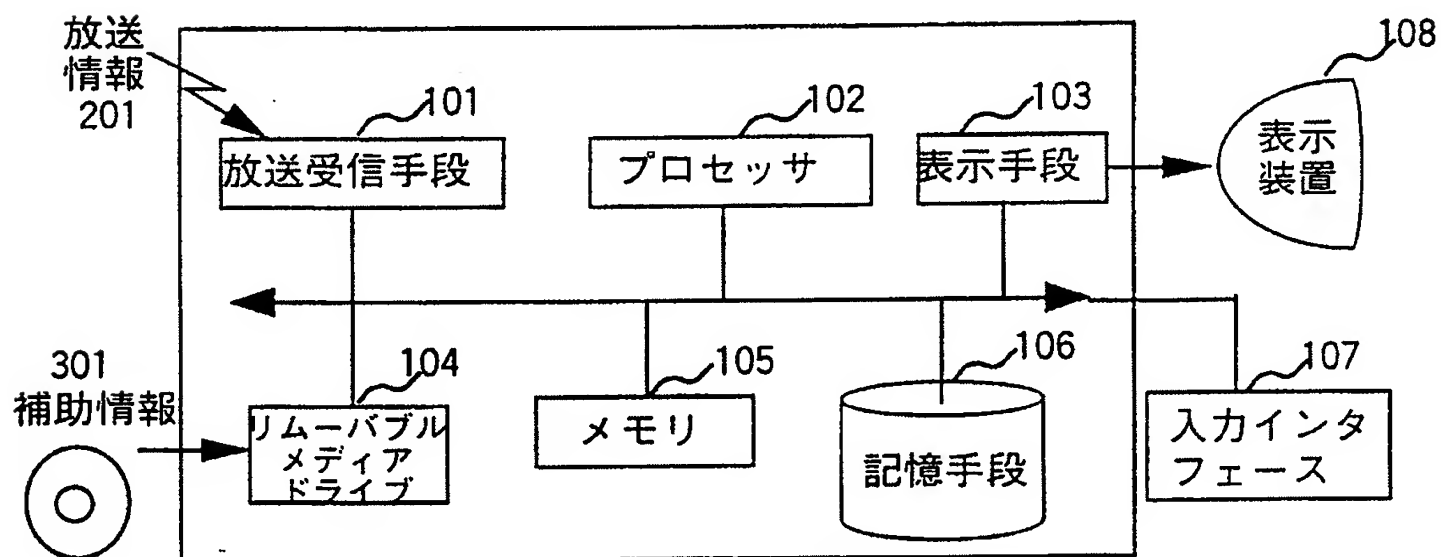 放送
情報
201
101
放送受信手段
102
プロセッサ
103
表示手段
108
表示
装置
301
補助情報
104
リムーバブル
メディア
ドライブ
105
メモリ
106
記憶手段
107
入力インタ
フェース